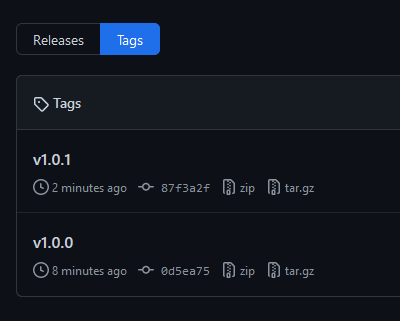 Releases Tags
Tags
v1.0.1
2 minutes ago 87f3a2f zip tar.gz
v1.0.0
8 minutes ago 0d5ea75 zip tar.gz